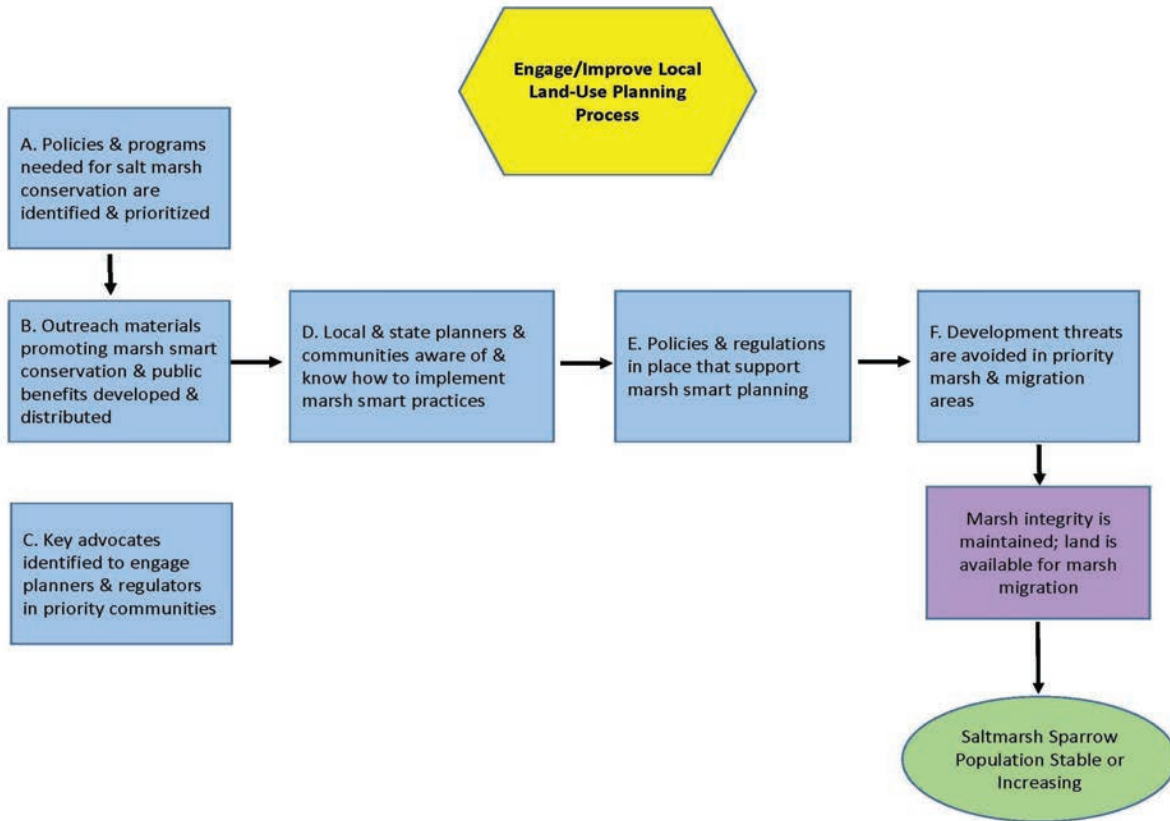 Engage/Improve Local
Land-Use Planning
Process
A. Policies & programs
needed for salt marsh
conservation are
identified & prioritized
B. Outreach materials
promoting marsh smart
conservation & public
benefits developed &
distributed
C. Key advocates
identified to engage
planners & regulators
in priority communities
D. Local & state planners &
communities aware of &
know how to implement
marsh smart practices
E. Policies & regulations
in place that support
marsh smart planning
F. Development threats
are avoided in priority
marsh & migration
areas
Marsh integrity is
maintained; land is
available for marsh
migration
Saltmarsh Sparrow
Population Stable or
Increasing